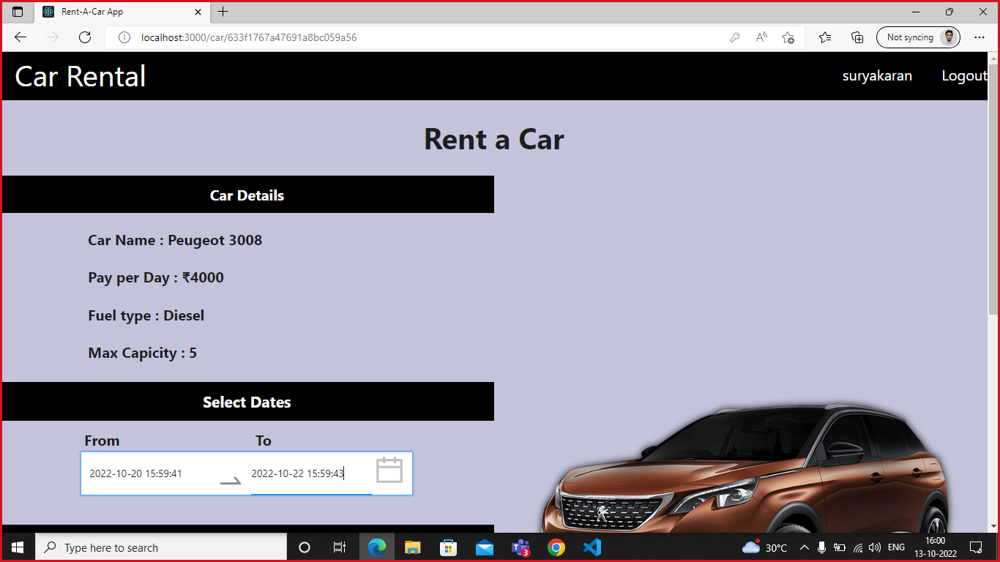 Rent-A-Car App
localhost:3000/car/633f1767a47691a8bc059a56
Not syncing
Car Rental
suryakaran
Logout
Rent a Car
Car Details
Car Name : Peugeot 3008
Pay per Day : ₹4000
Fuel type : Diesel
Max Capicity : 5
Select Dates
From To
2022-10-20 15:59:41 2022-10-22 15:59:43
Type here to search
3
30°C
ENG
16:00
13-10-2022